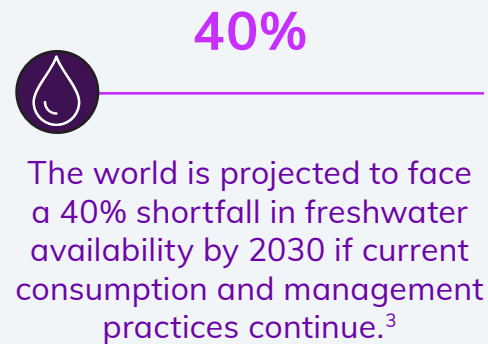 40%
The world is projected to face
a 40% shortfall in freshwater
availability by 2030 if current
consumption and management
practices continue.³